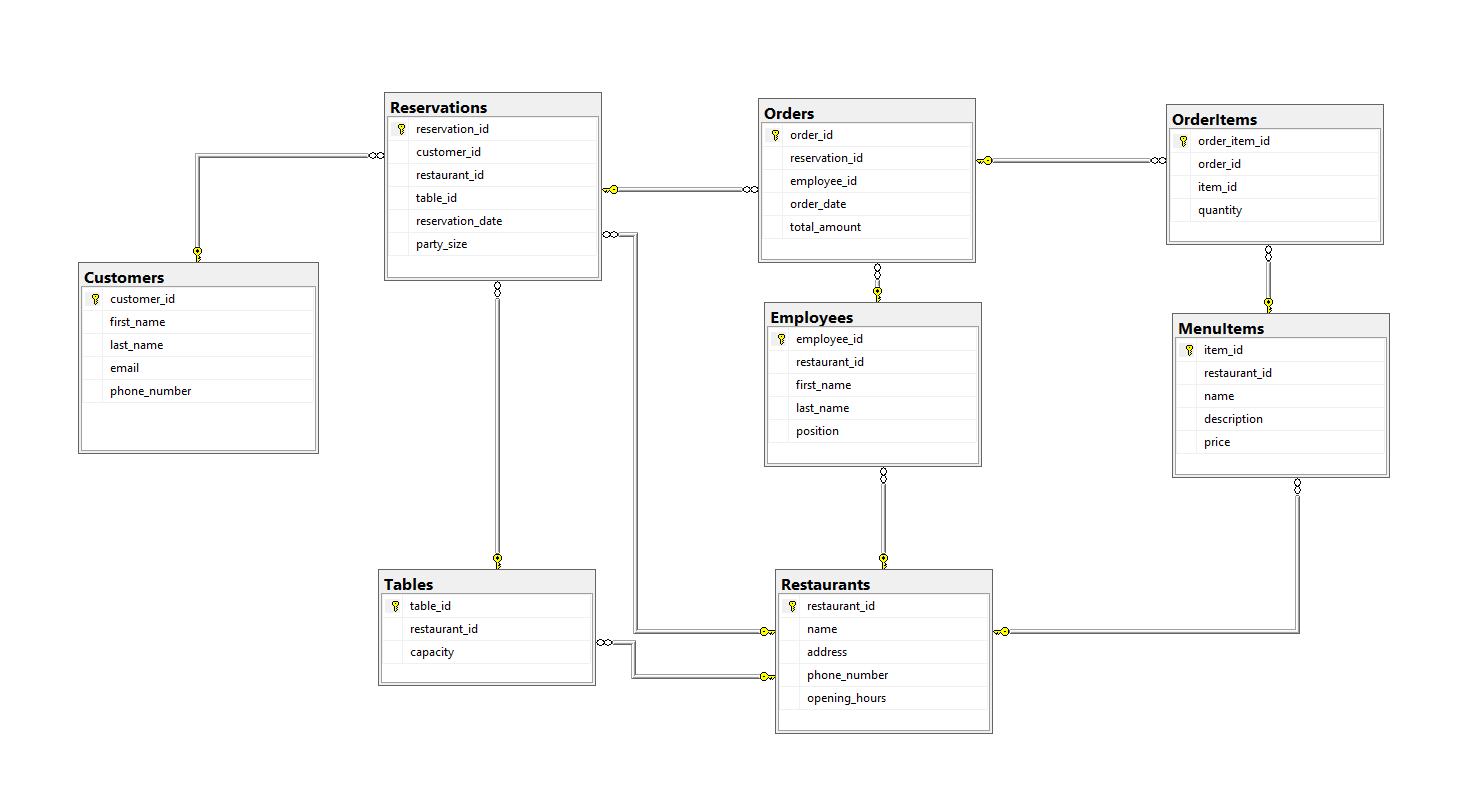 Reservations
reservation_id
customer_id
restaurant_id
table_id
reservation_date
party_size
Orders
order_id
reservation_id
employee_id
order_date
total_amount
OrderItems
order_item_id
order_id
item_id
quantity
Customers
customer_id
first_name
last_name
email
phone_number
Employees
employee_id
restaurant_id
first_name
last_name
position
MenuItems
item_id
restaurant_id
name
description
price
Tables
table_id
restaurant_id
capacity
Restaurants
restaurant_id
name
address
phone_number
opening_hours